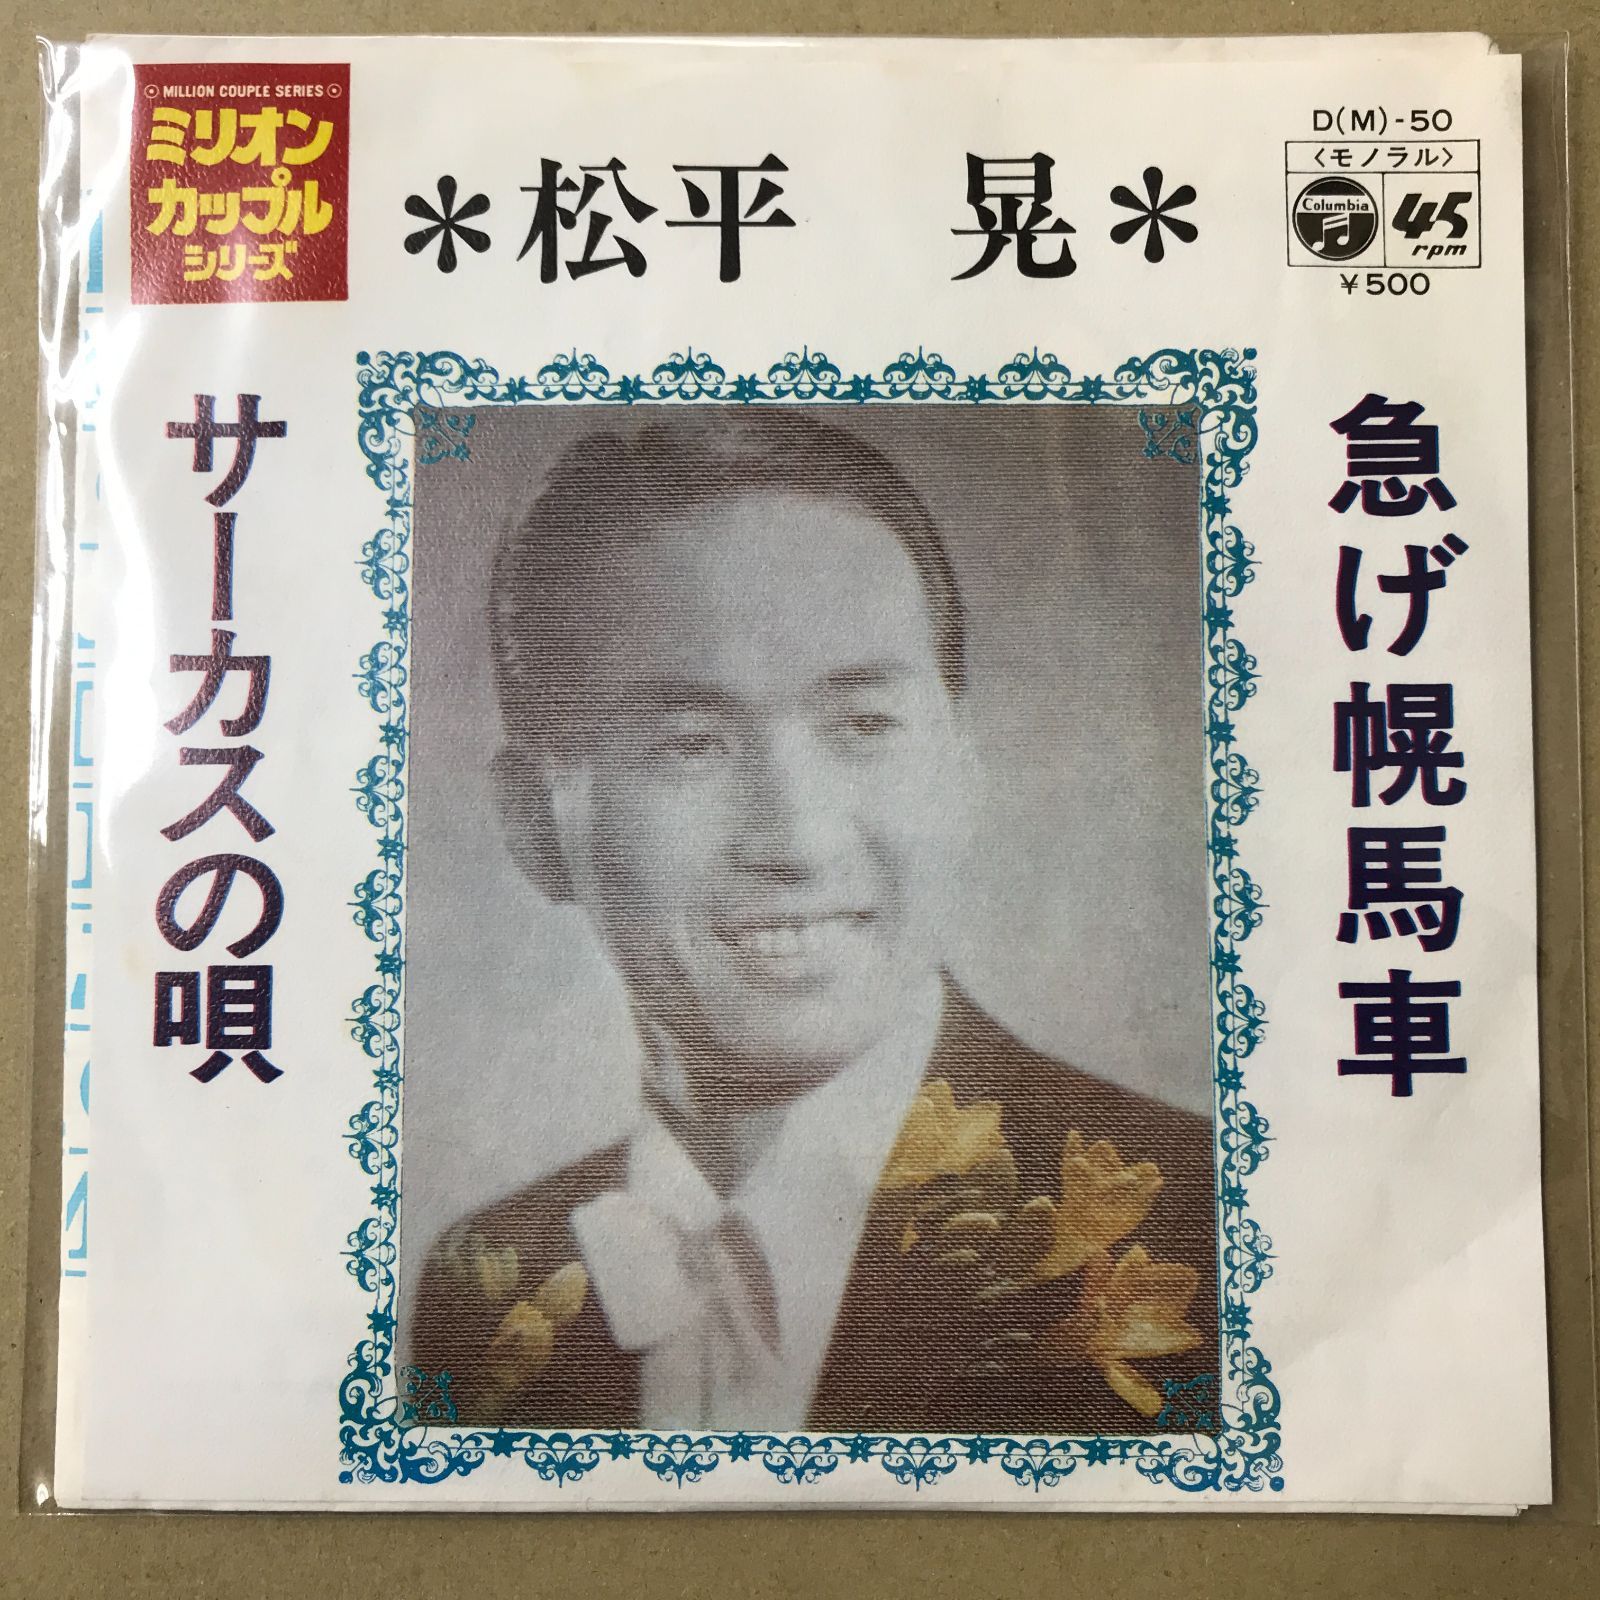 MILLION COUPLE SERIES
ミリオン
カップル
シリーズ
*松平 晃*
D(M)-50
〈モノラル〉
Columbia
45
rpm
¥500
急げ幌馬車
サーカスの唄